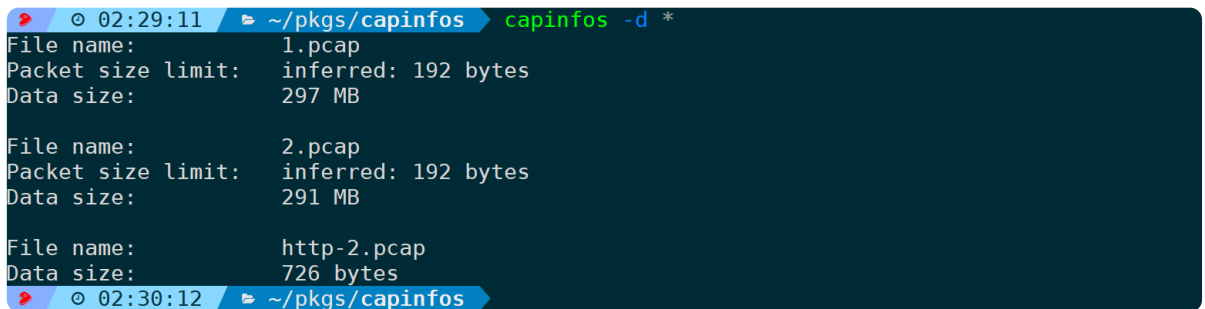 02:29:11 ~/pkgs/capinfos capinfos -d *
File name: 1.pcap
Packet size limit: inferred: 192 bytes
Data size: 297 MB
File name: 2.pcap
Packet size limit: inferred: 192 bytes
Data size: 291 MB
File name: http-2.pcap
Data size: 726 bytes
02:30:12 ~/pkgs/capinfos